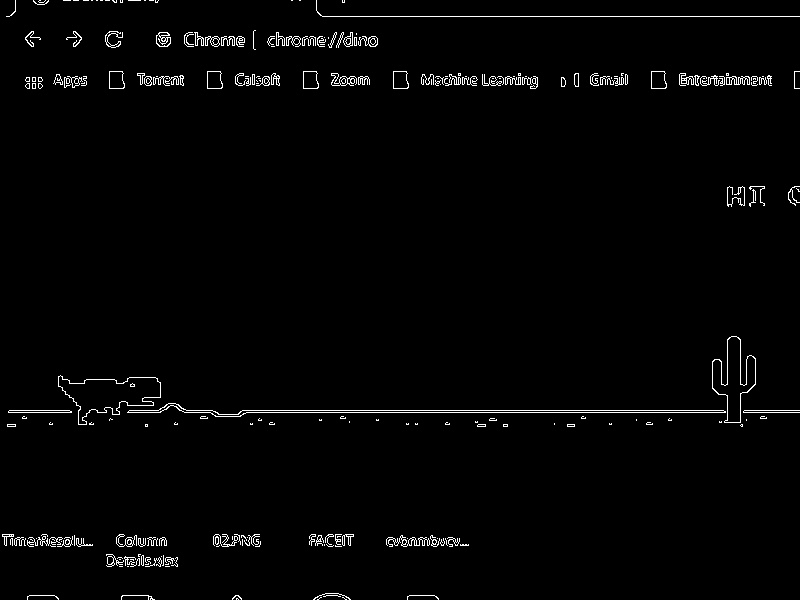 Chrome | chrome://dino
Apps Torrent Calsoft Zoom Machine Learning Gmail Entertainment
HI
TimerResolu... Column Details.xlsx 02.PNG FACEIT cvbnmbvcv...